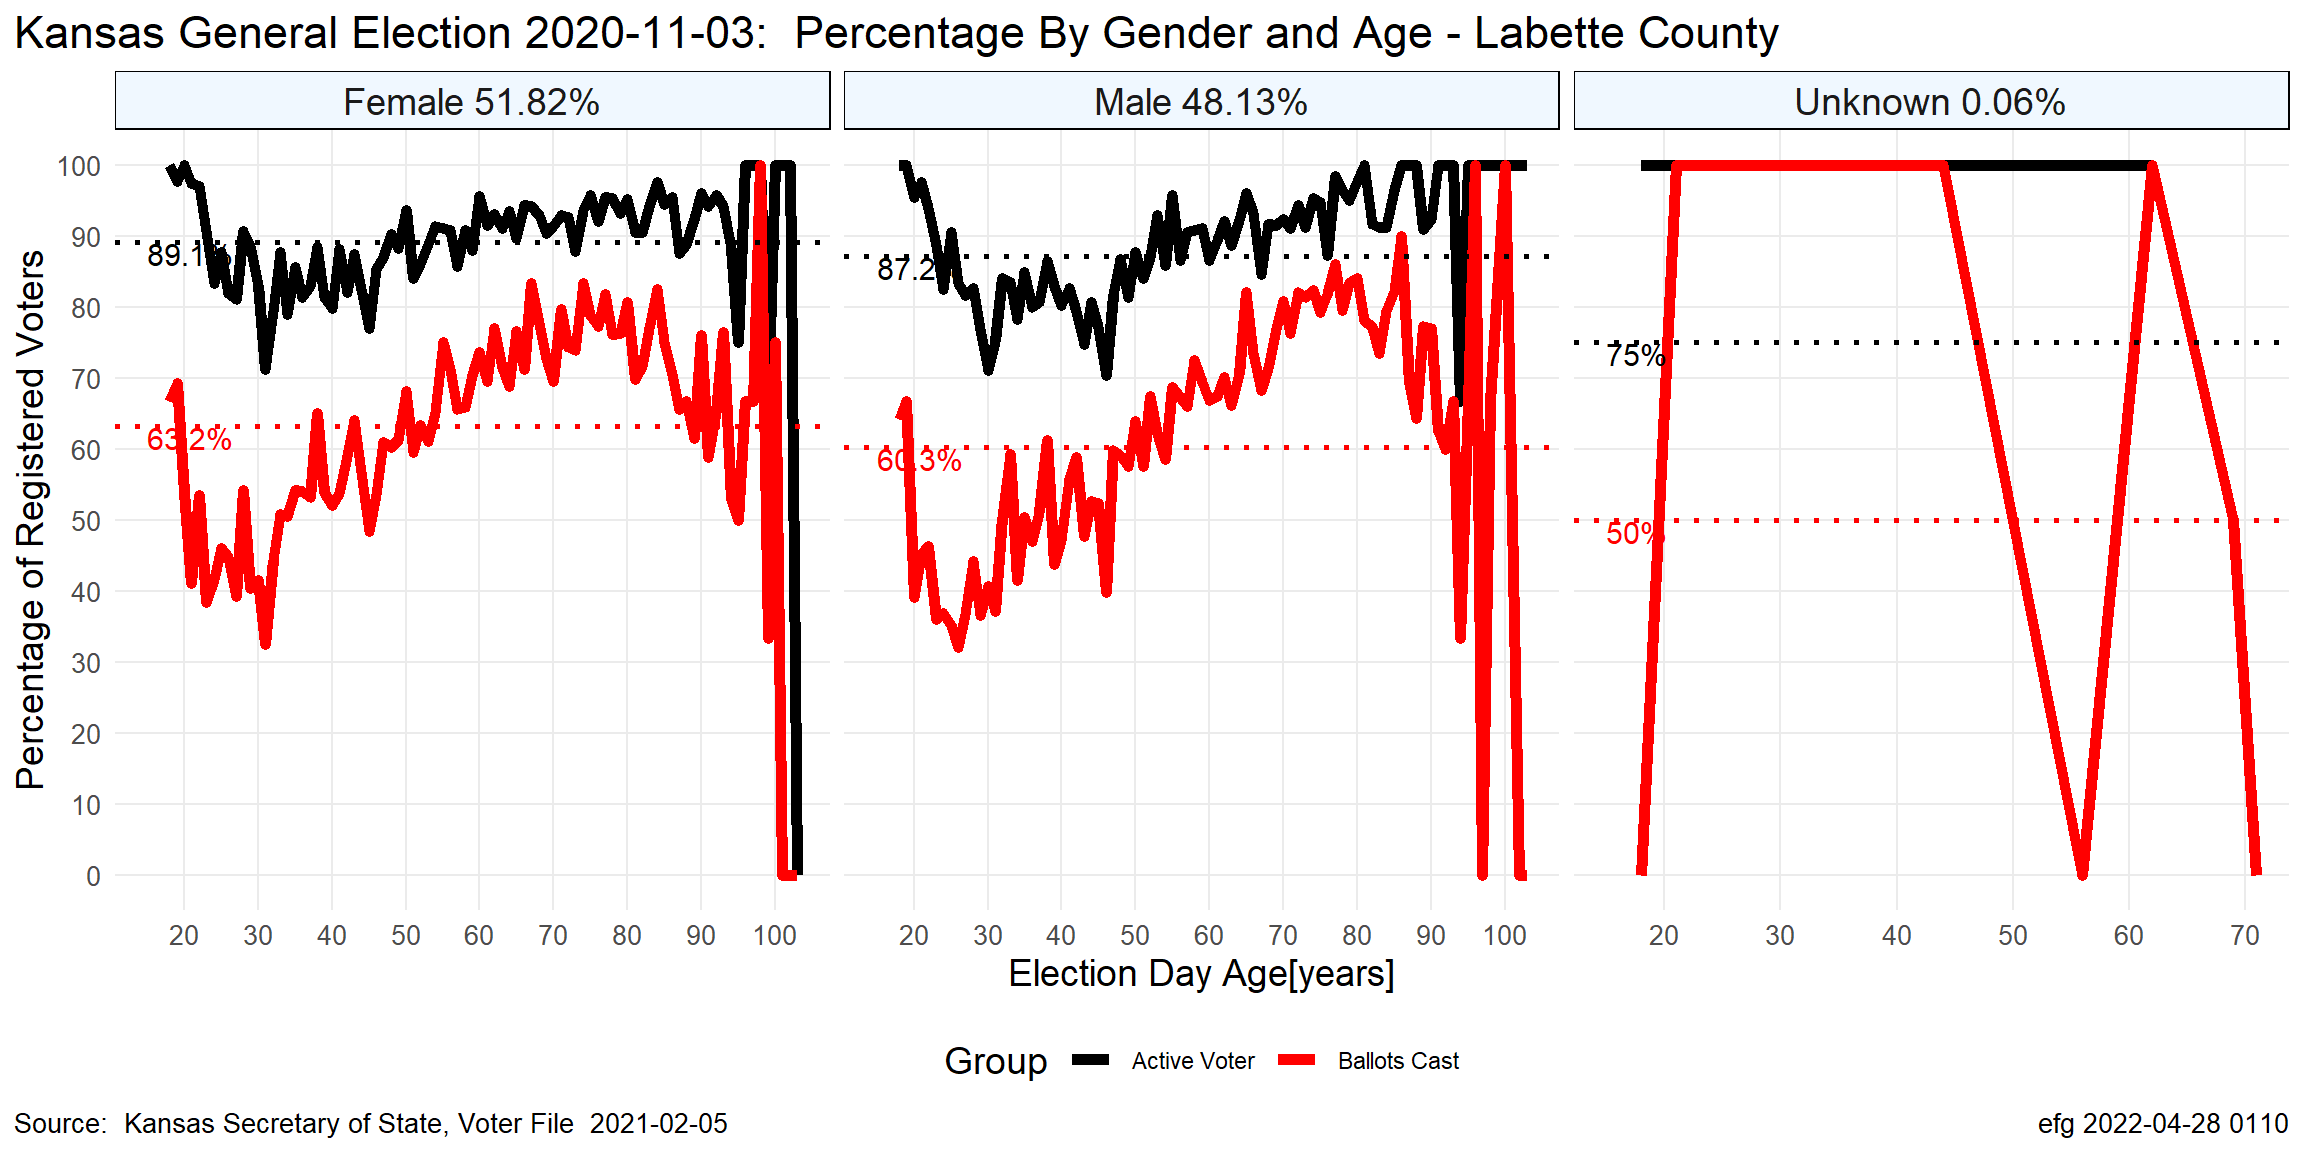 Kansas General Election 2020-11-03:  Percentage By Gender and Age - Labette County
Female 51.82%
Male 48.13%
Unknown 0.06%
Percentage of Registered Voters
100
90
80
70
60
50
40
30
20
10
0
89.1%
63.2%
87.2
60.3%
75%
50%
20 30 40 50 60 70 80 90 100
20 30 40 50 60 70 80 90 100
20 30 40 50 60 70
Election Day Age[years]
Group Active Voter Ballots Cast
Source:  Kansas Secretary of State, Voter File  2021-02-05
efg 2022-04-28 0110